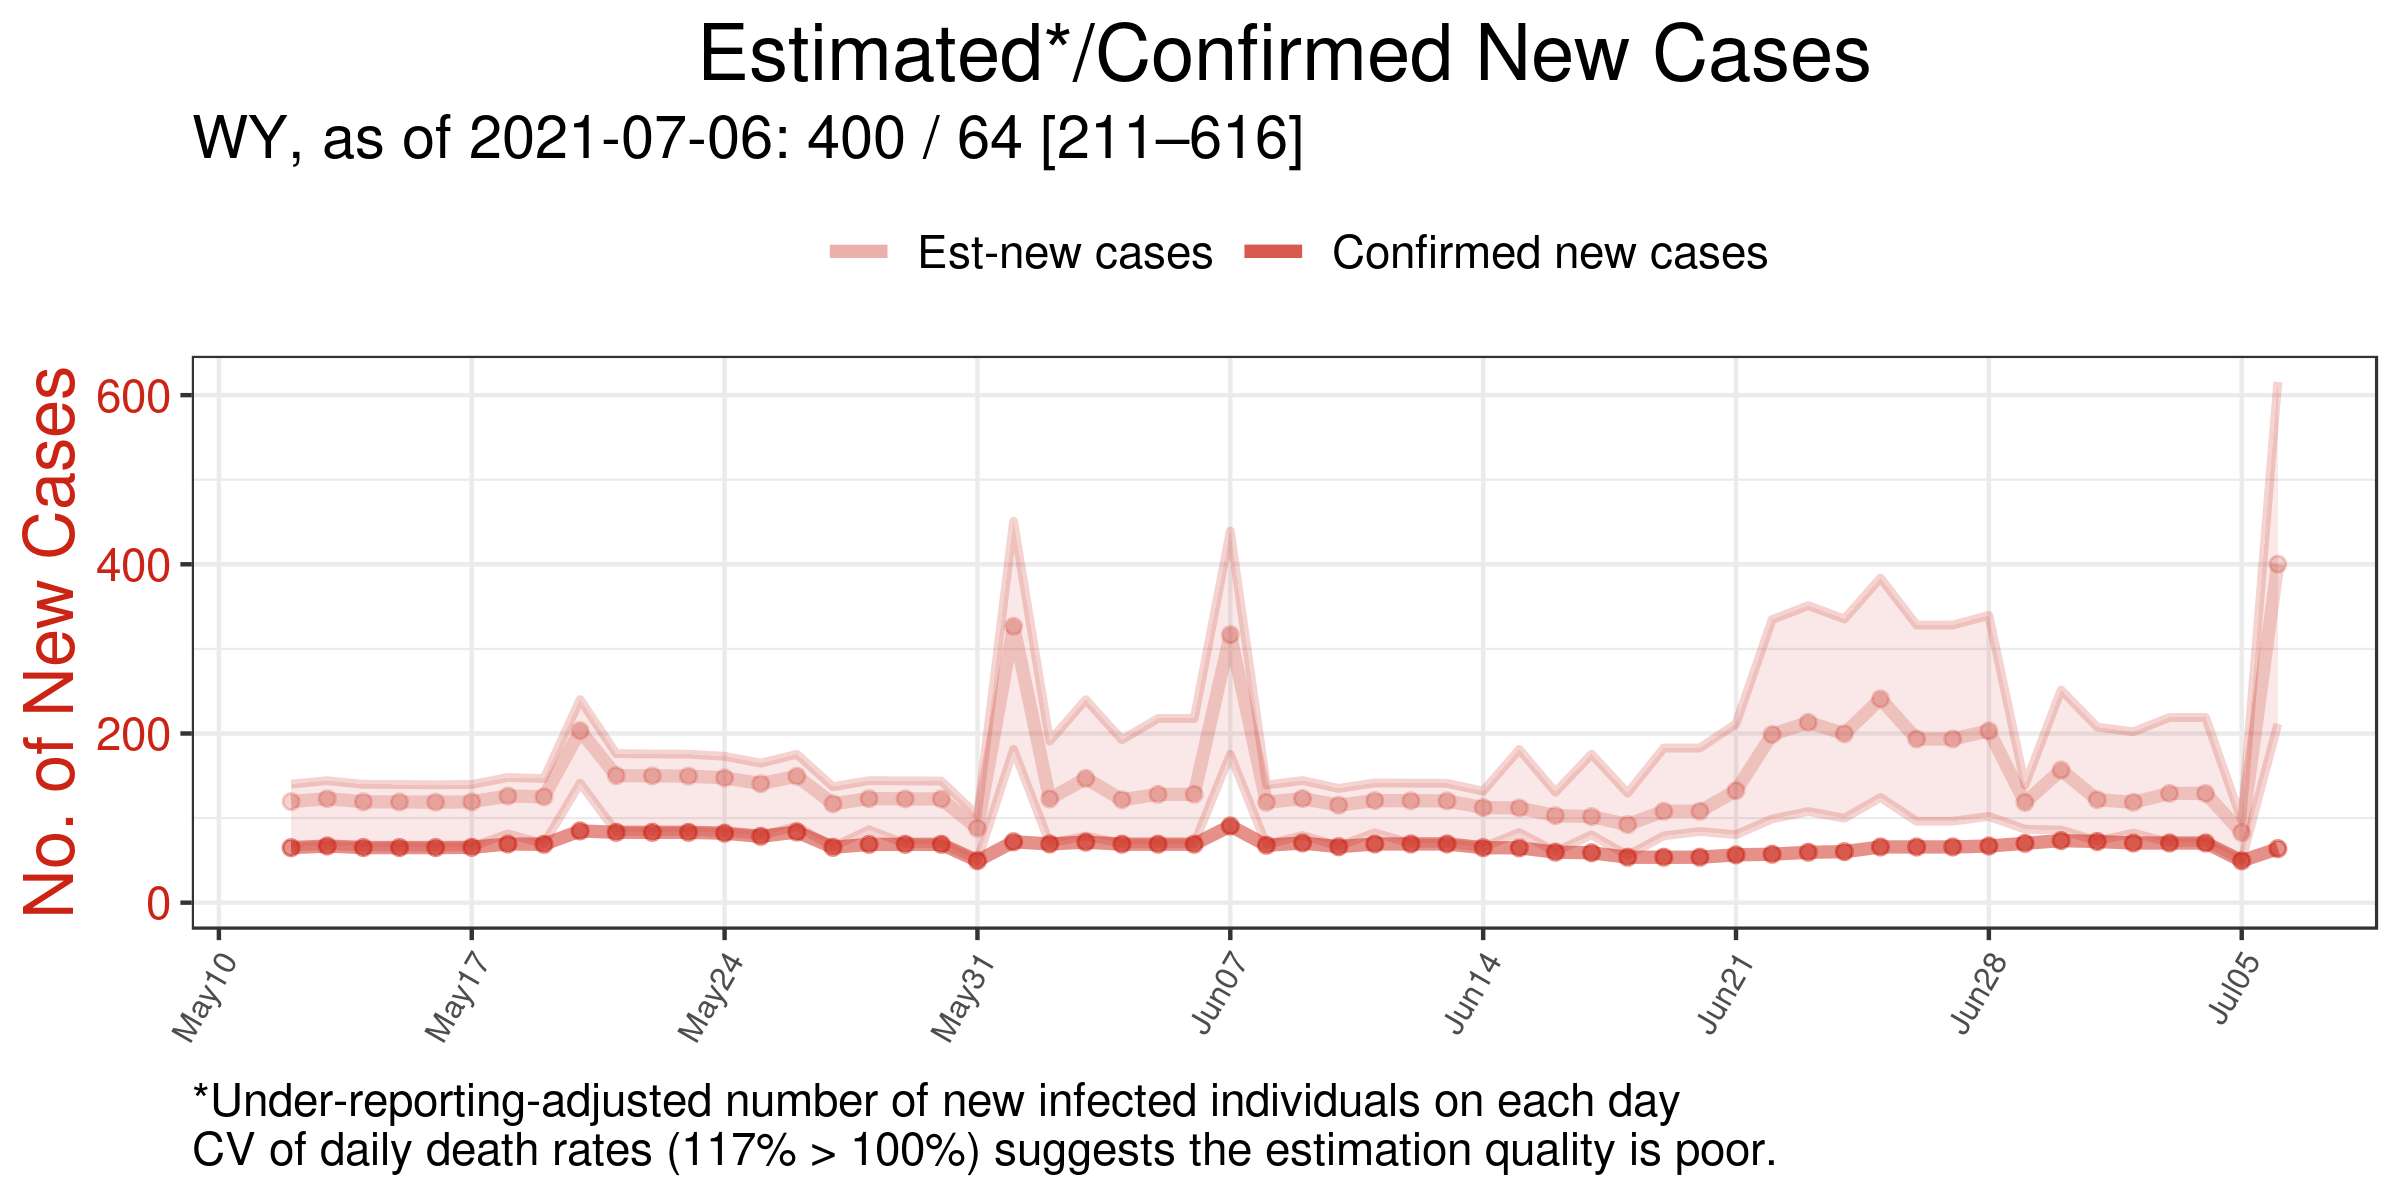 Estimated*/Confirmed New Cases
WY, as of 2021-07-06: 400 / 64 [211–616]
Est-new cases Confirmed new cases
No. of New Cases
600
400
200
0
May10 May17 May24 May31 Jun07 Jun14 Jun21 Jun28 Jul05
*Under-reporting-adjusted number of new infected individuals on each day
CV of daily death rates (117% > 100%) suggests the estimation quality is poor.